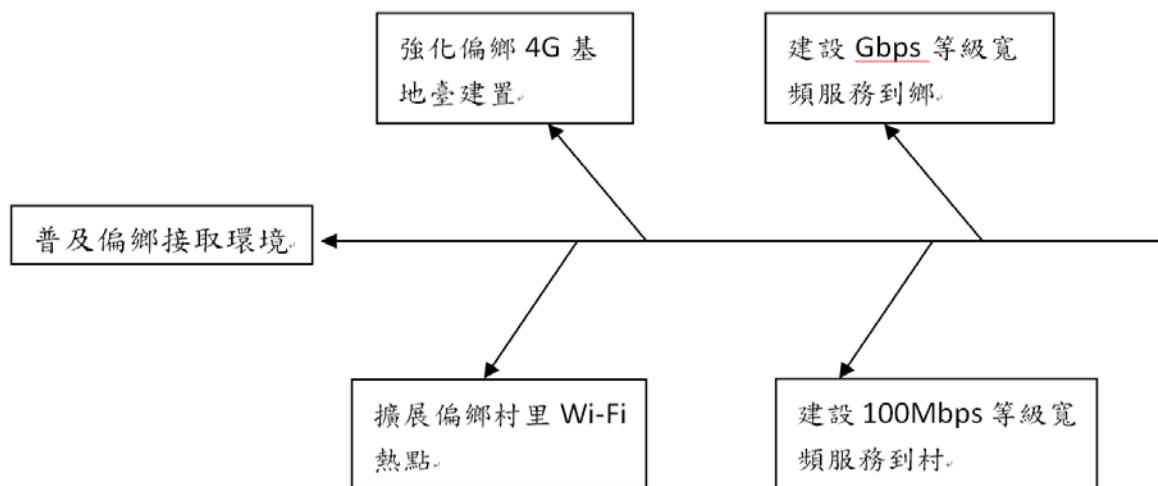 強化偏鄉 4G 基
地臺建置
建設 Gbps 等級寬
頻服務到鄉
普及偏鄉接取環境
擴展偏鄉村里 Wi-Fi
熱點
建設 100Mbps 等級寬
頻服務到村